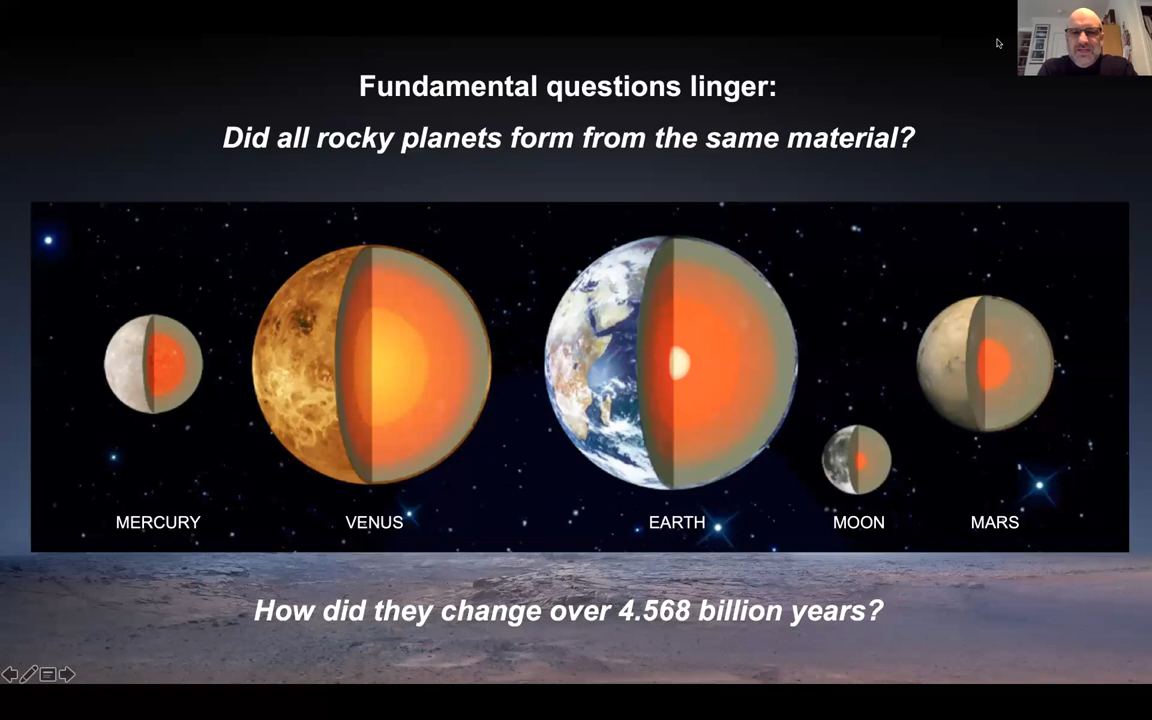 Fundamental questions linger:
Did all rocky planets form from the same material?
MERCURY VENUS EARTH MOON MARS
How did they change over 4.568 billion years?